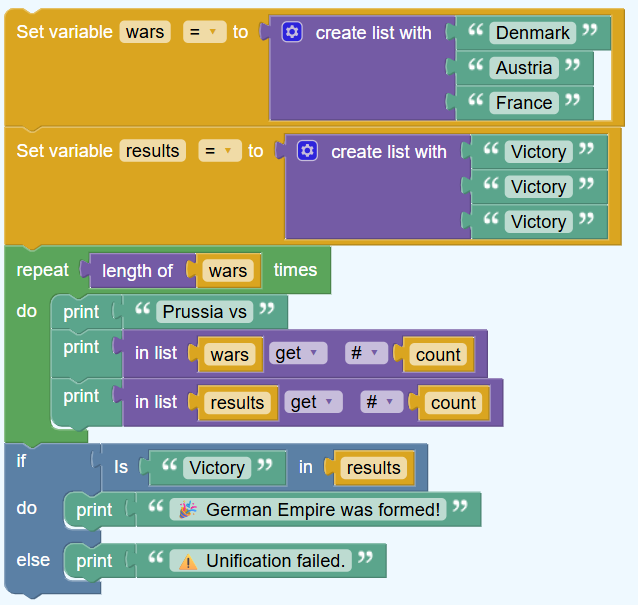 Set variable wars = ▾ to create list with “ Denmark ”
“ Austria ”
“ France ”
Set variable results = ▾ to create list with “ Victory ”
“ Victory ”
“ Victory ”
repeat length of wars times
do print “ Prussia vs ”
print in list wars get ▾ # ▾ count
print in list results get ▾ # ▾ count
if Is “ Victory ” in results
do print “ 🎉 German Empire was formed! ”
else print “ ⚠️ Unification failed. ”